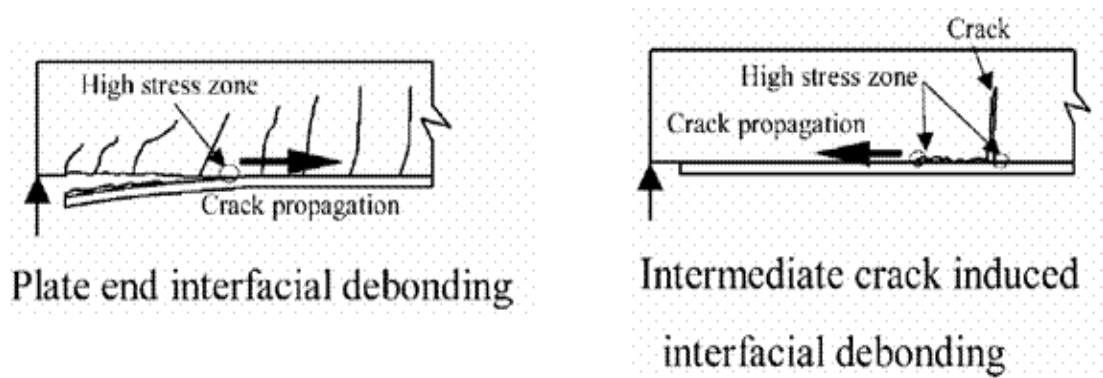 High stress zone
Crack propagation
Plate end interfacial debonding
Crack
High stress zone
Crack propagation
Intermediate crack induced
interfacial debonding